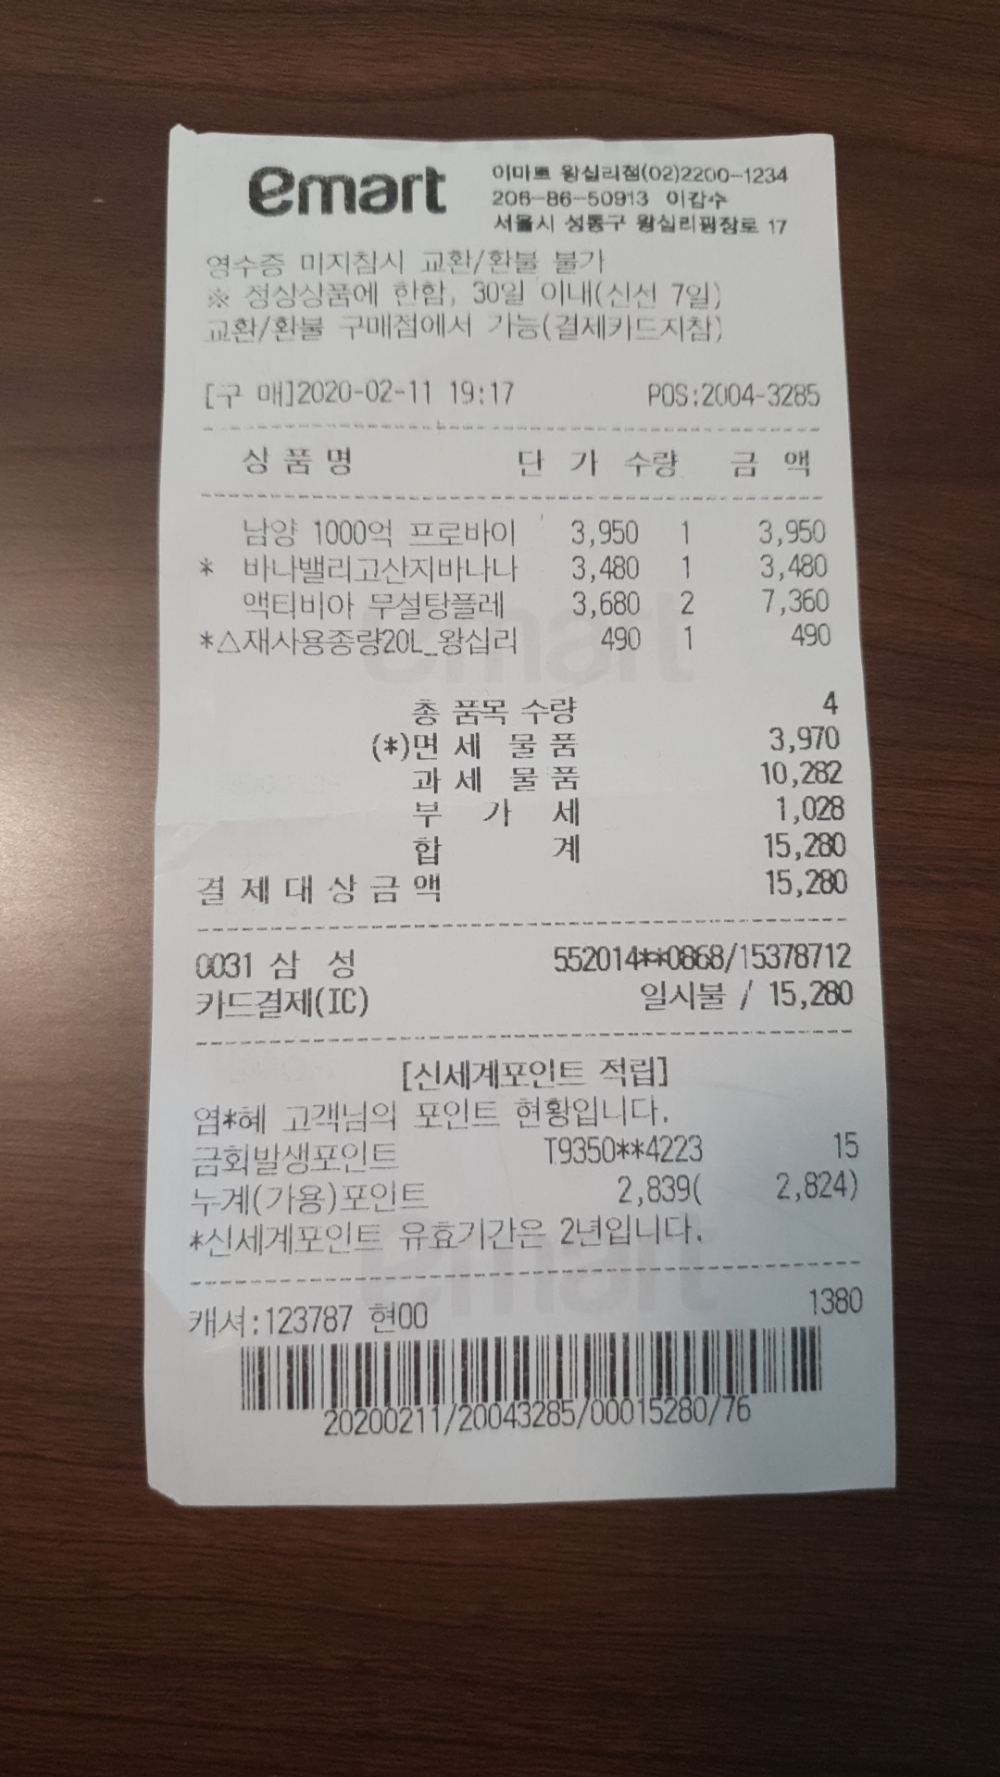 emart
이마트 왕십리점(02)2200-1234
206-86-50913 이갑수
서울시 성동구 왕십리광장로 17
영수증 미지참시 교환/환불 불가
※ 정상상품에 한함, 30일 이내(신선 7일)
교환/환불 구매점에서 가능(결제카드지참)
[구 매]2020-02-11 19:17 POS:2004-3285
상 품 명 단 가 수량 금 액
남양 1000억 프로바이 3,950 1 3,950
* 바나밸리고산지바나나 3,480 1 3,480
액티비아 무설탕플레 3,680 2 7,360
*△재사용종량20L_왕십리 490 1 490
총 품목 수량 4
(*)면 세 물 품 3,970
과 세 물 품 10,282
부 가 세 1,028
합 계 15,280
결 제 대 상 금 액 15,280
0031 삼 성 552014**0868/15378712
카드결제(IC) 일시불 / 15,280
[신세계포인트 적립]
염*혜 고객님의 포인트 현황입니다.
금회발생포인트 T9350**4223 15
누계(가용)포인트 2,839( 2,824)
*신세계포인트 유효기간은 2년입니다.
캐셔:123787 현00 1380
20200211/20043285/00015280/76